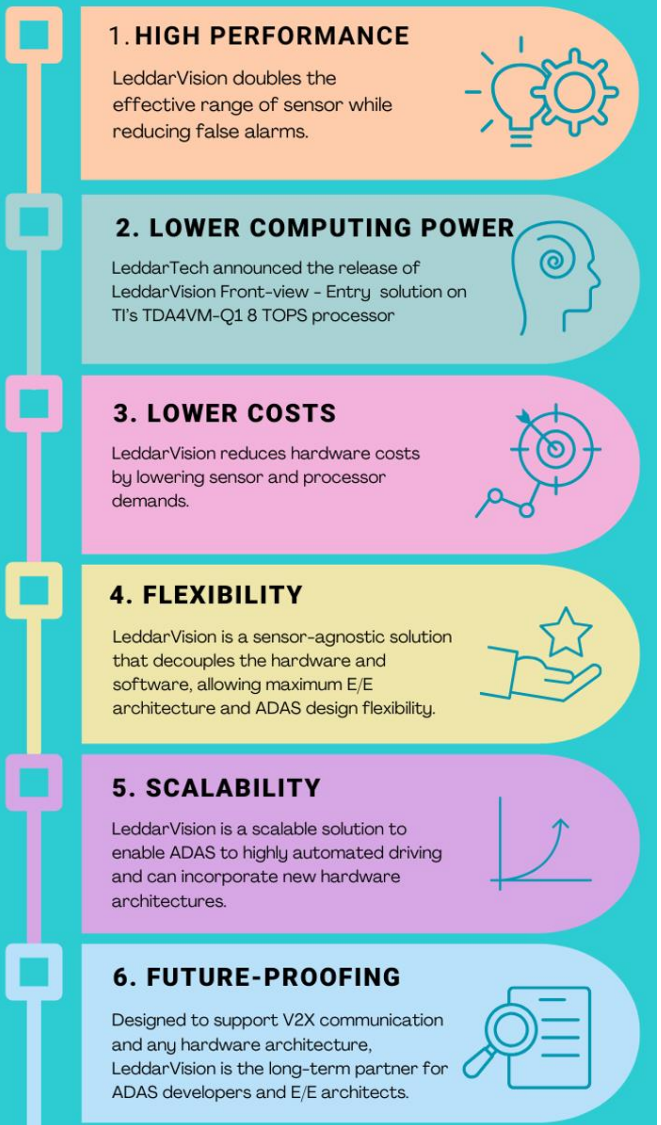 1. HIGH PERFORMANCE
LeddarVision doubles the
effective range of sensor while
reducing false alarms.
2. LOWER COMPUTING POWER
LeddarTech announced the release of
LeddarVision Front-view - Entry solution on
TI's TDA4VM-Q1 8 TOPS processor
3. LOWER COSTS
LeddarVision reduces hardware costs
by lowering sensor and processor
demands.
4. FLEXIBILITY
LeddarVision is a sensor-agnostic solution
that decouples the hardware and
software, allowing maximum E/E
architecture and ADAS design flexibility.
5. SCALABILITY
LeddarVision is a scalable solution to
enable ADAS to highly automated driving
and can incorporate new hardware
architectures.
6. FUTURE-PROOFING
Designed to support V2X communication
and any hardware architecture,
LeddarVision is the long-term partner for
ADAS developers and E/E architects.